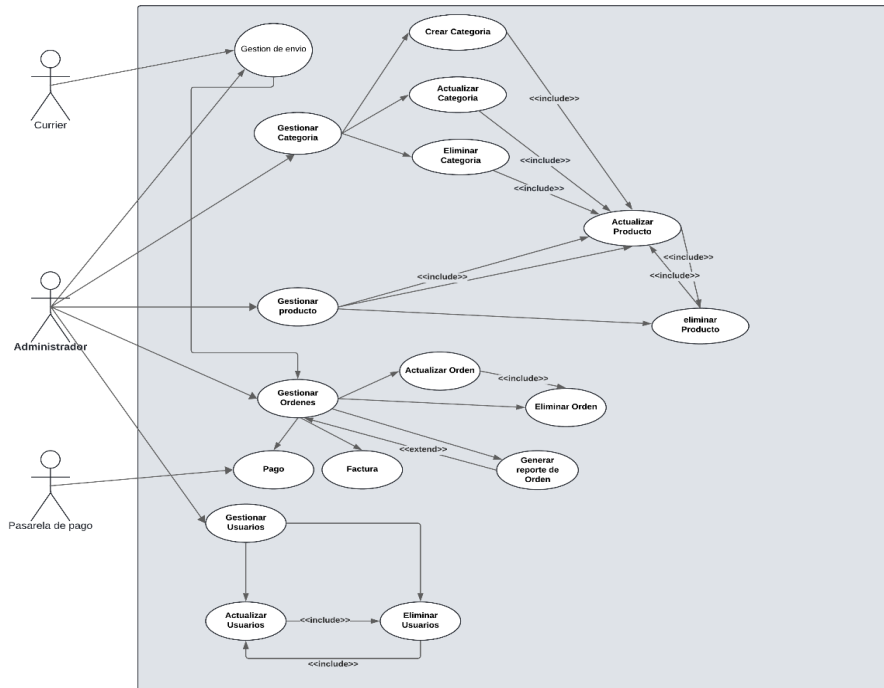 Crear Categoria
Gestion de envio
Actualizar
Categoria
<<include>>
Currier
Gestionar
Categoria
Eliminar
Categoria
<<include>>
<<include>>
Actualizar
Producto
<<include>>
<<include>>
<<include>>
Gestionar
producto
eliminar
Producto
Administrador
Actualizar Orden
<<include>>
Gestionar
Ordenes
Eliminar Orden
<<extend>>
Pago
Factura
Generar
reporte de
Orden
Pasarela de pago
Gestionar
Usuarios
Actualizar
Usuarios
<<include>>
Eliminar
Usuarios
<<include>>